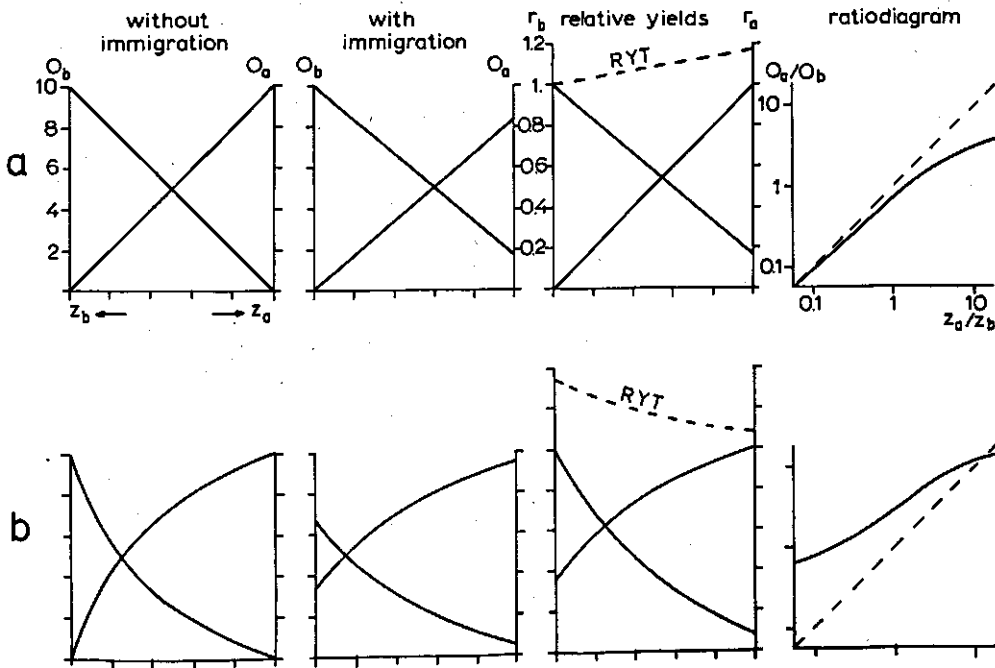 without
immigration
with
immigration
r_b relative yields r_a
ratiodiagram
O_b O_a
O_b O_a
1.2
RYT
O_a/O_b
10
8
6
4
2
1.
0.8
0.6
0.4
0.2
10
1
0.1
a
z_b ← → z_a
0.1 1 10
z_a/z_b
RYT
b